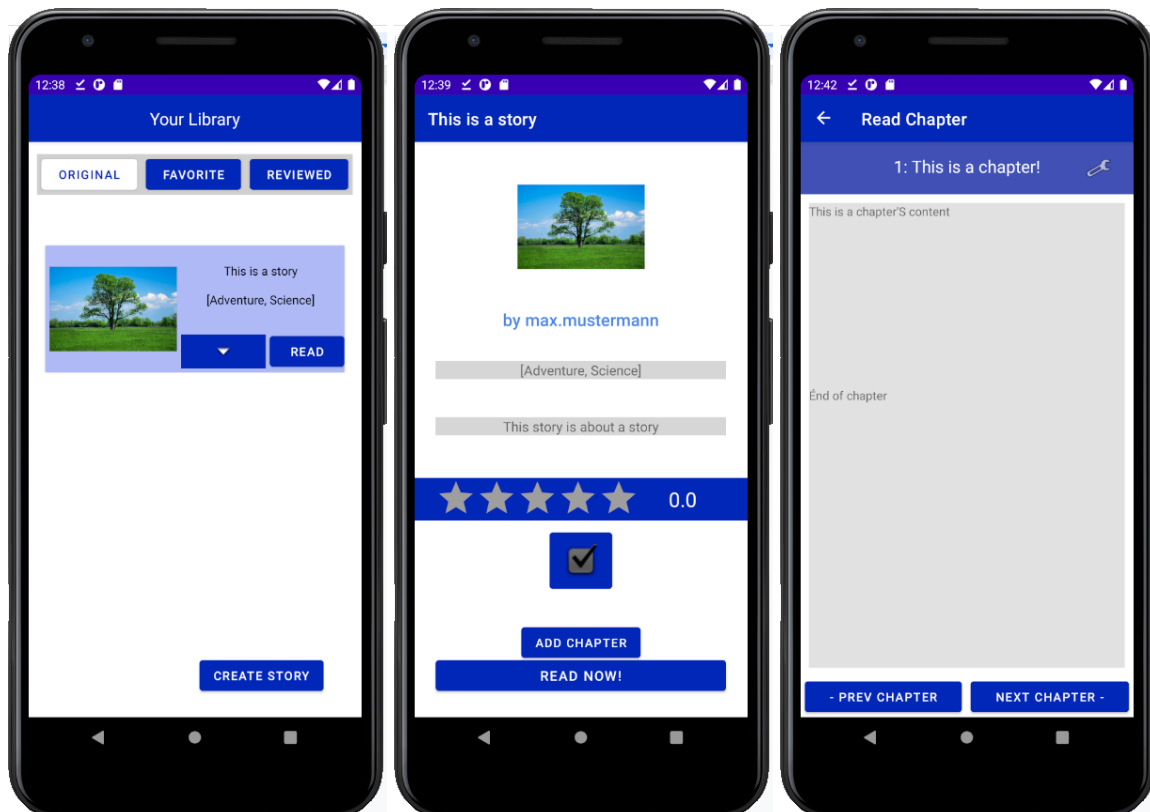 12:38
Your Library
ORIGINAL FAVORITE REVIEWED
This is a story
[Adventure, Science]
READ
CREATE STORY
12:39
This is a story
by max.mustermann
[Adventure, Science]
This story is about a story
0.0
ADD CHAPTER
READ NOW!
12:42
Read Chapter
1: This is a chapter!
This is a chapter'S content
Énd of chapter
- PREV CHAPTER NEXT CHAPTER -